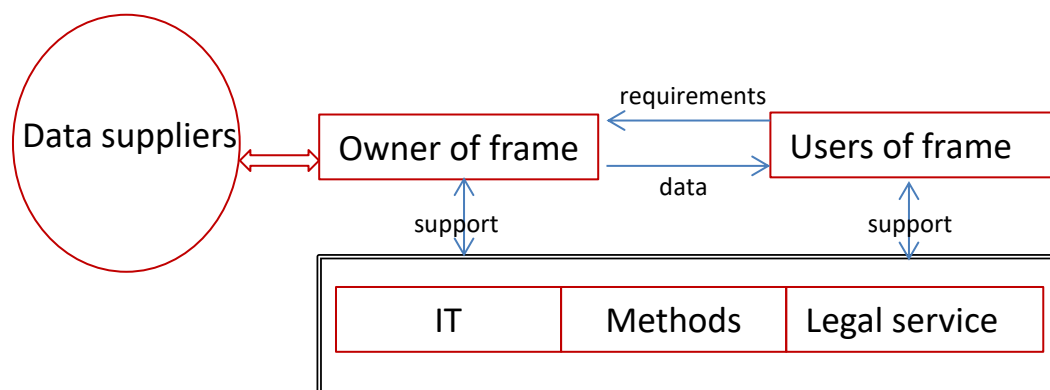 requirements
Data suppliers
Owner of frame
Users of frame
data
support
support
IT
Methods
Legal service